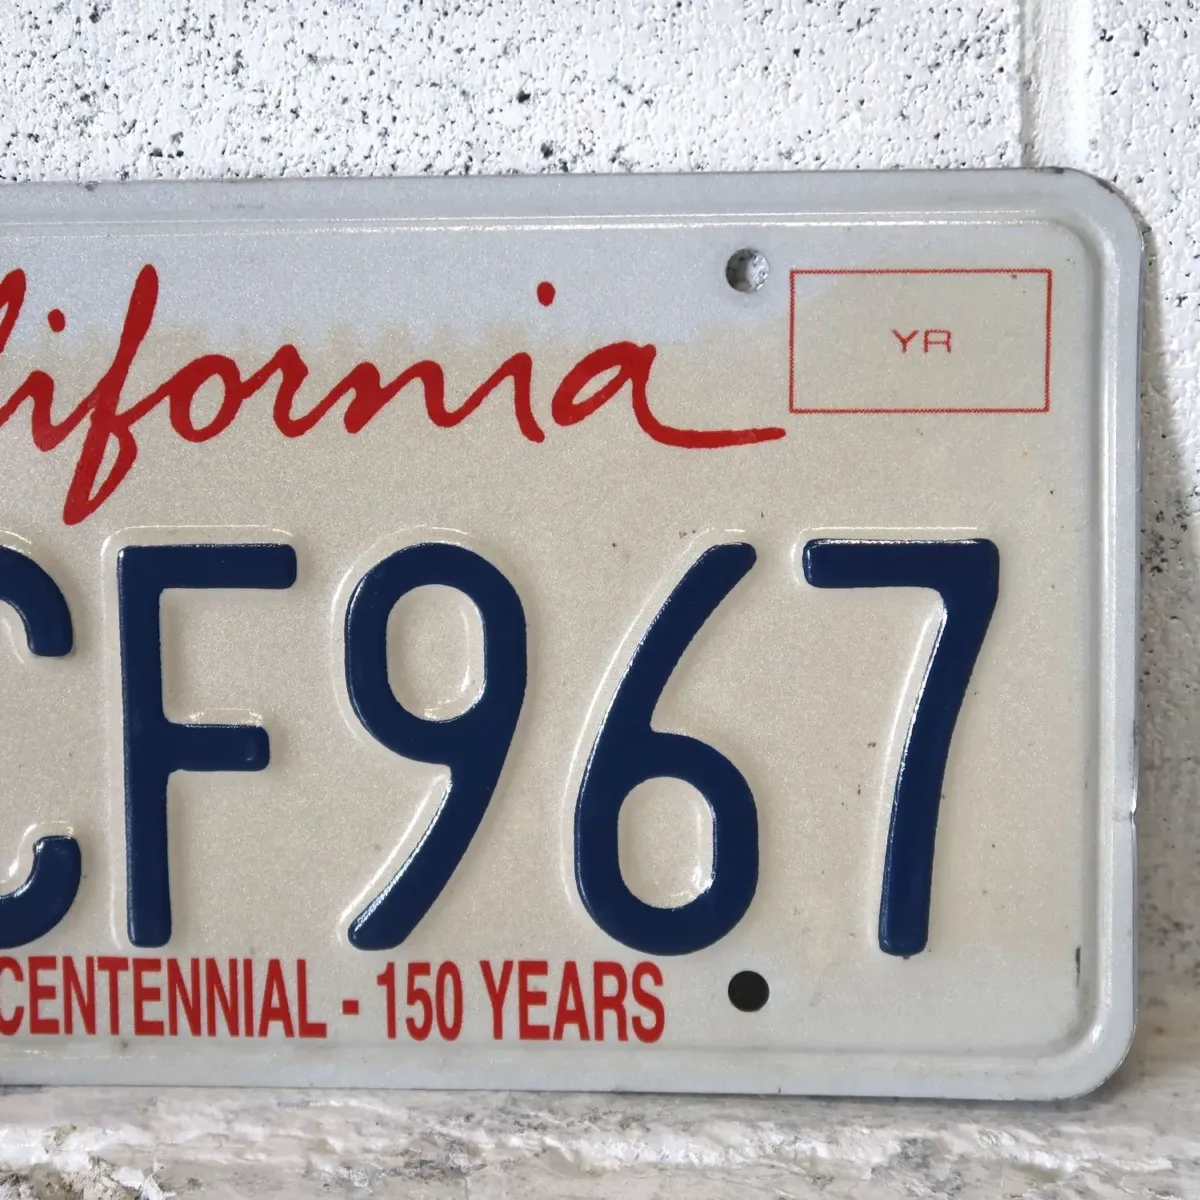 lifornia
YR
CF967
CENTENNIAL - 150 YEARS